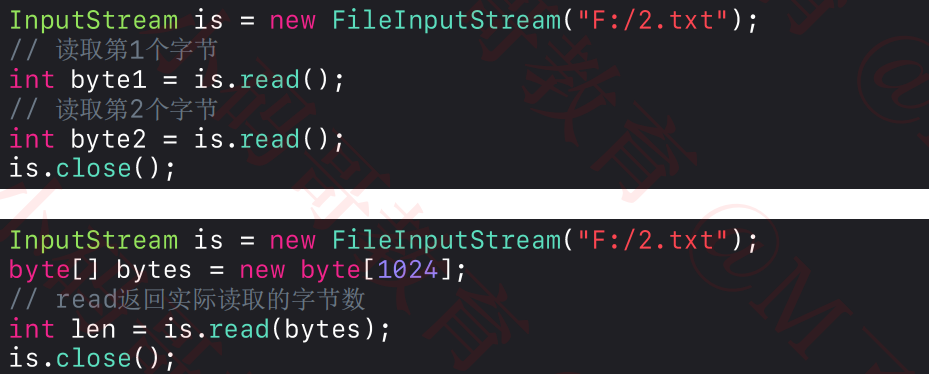 InputStream is = new FileInputStream("F:/2.txt");
// 读取第1个字节
int byte1 = is.read();
// 读取第2个字节
int byte2 = is.read();
is.close();
InputStream is = new FileInputStream("F:/2.txt");
byte[] bytes = new byte[1024];
// read返回实际读取的字节数
int len = is.read(bytes);
is.close();